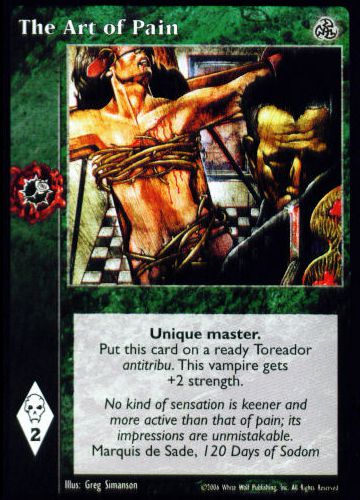 The Art of Pain
Unique master.
Put this card on a ready Toreador
antitribu. This vampire gets
+2 strength.
No kind of sensation is keener and
more active than that of pain; its
impressions are unmistakable.
Marquis de Sade, 120 Days of Sodom
2
Illus: Greg Simanson
©2006 White Wolf Publishing, Inc. All Rights Reserved